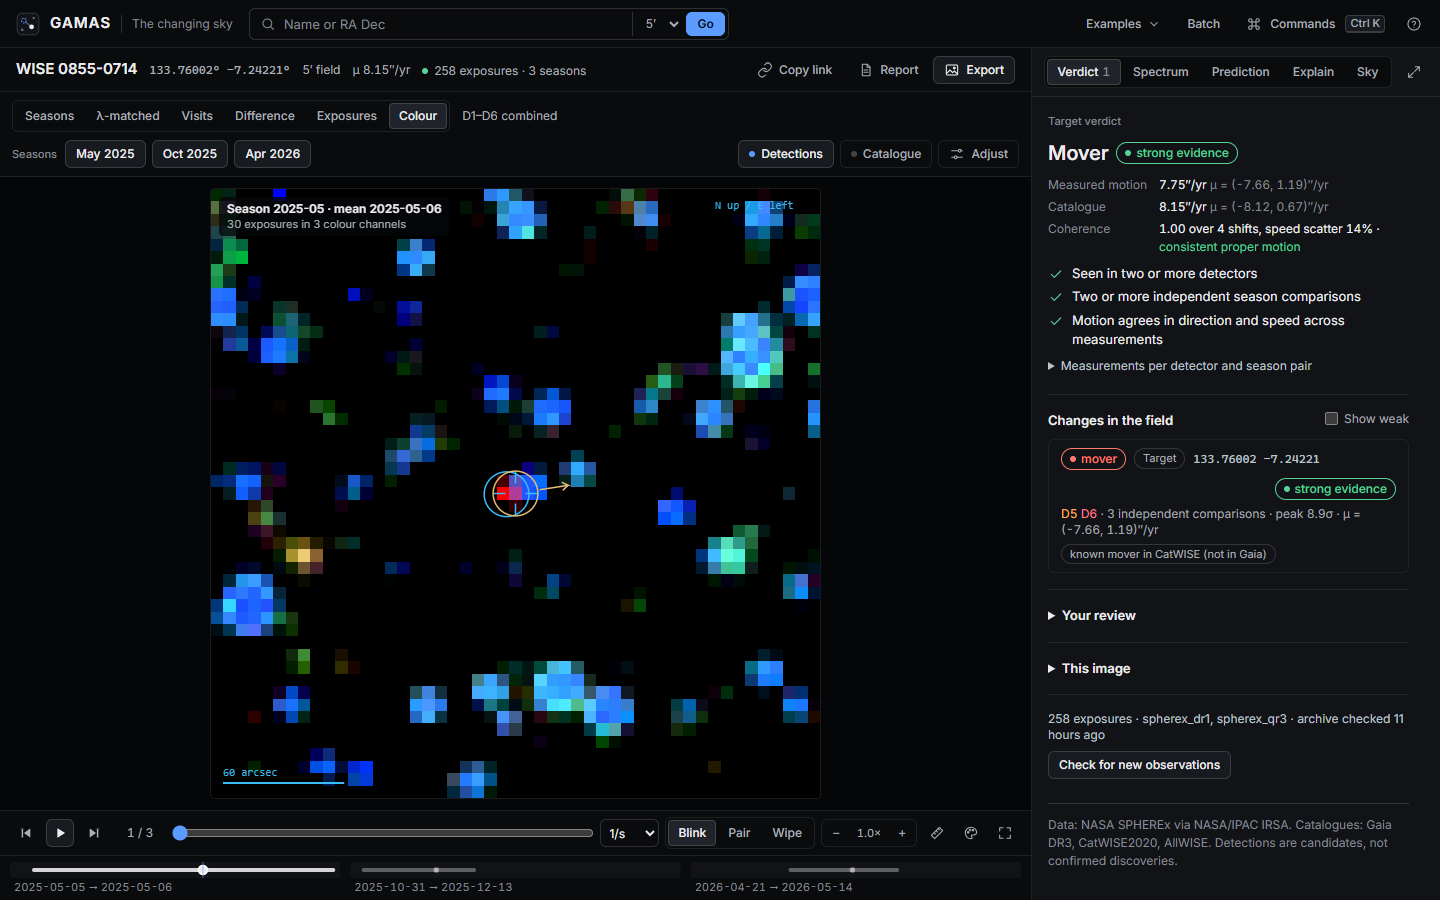 GAMAS The changing sky Name or RA Dec 5′ Go Examples Batch Commands Ctrl K
WISE 0855-0714 133.76002° −7.24221° 5′ field µ 8.15″/yr 258 exposures · 3 seasons Copy link Report Export
Verdict 1 Spectrum Prediction Explain Sky
Seasons λ-matched Visits Difference Exposures Colour D1–D6 combined
Seasons May 2025 Oct 2025 Apr 2026 Detections Catalogue Adjust
Season 2025-05 · mean 2025-05-06
30 exposures in 3 colour channels
N up / E left
60 arcsec
Target verdict
Mover strong evidence
Measured motion 7.75″/yr µ = (-7.66, 1.19)″/yr
Catalogue 8.15″/yr µ = (-8.12, 0.67)″/yr
Coherence 1.00 over 4 shifts, speed scatter 14% ·
consistent proper motion
Seen in two or more detectors
Two or more independent season comparisons
Motion agrees in direction and speed across
measurements
Measurements per detector and season pair
Changes in the field Show weak
mover Target 133.76002 −7.24221
strong evidence
D5 D6 · 3 independent comparisons · peak 8.9σ · µ =
(-7.66, 1.19)″/yr
known mover in CatWISE (not in Gaia)
Your review
This image
258 exposures · spherex_dr1, spherex_qr3 · archive checked 11
hours ago
Check for new observations
Data: NASA SPHEREx via NASA/IPAC IRSA. Catalogues: Gaia
DR3, CatWISE2020, AllWISE. Detections are candidates, not
confirmed discoveries.
1 / 3 1/s Blink Pair Wipe − 1.0× +
2025-05-05 → 2025-05-06 2025-10-31 → 2025-12-13 2026-04-21 → 2026-05-14